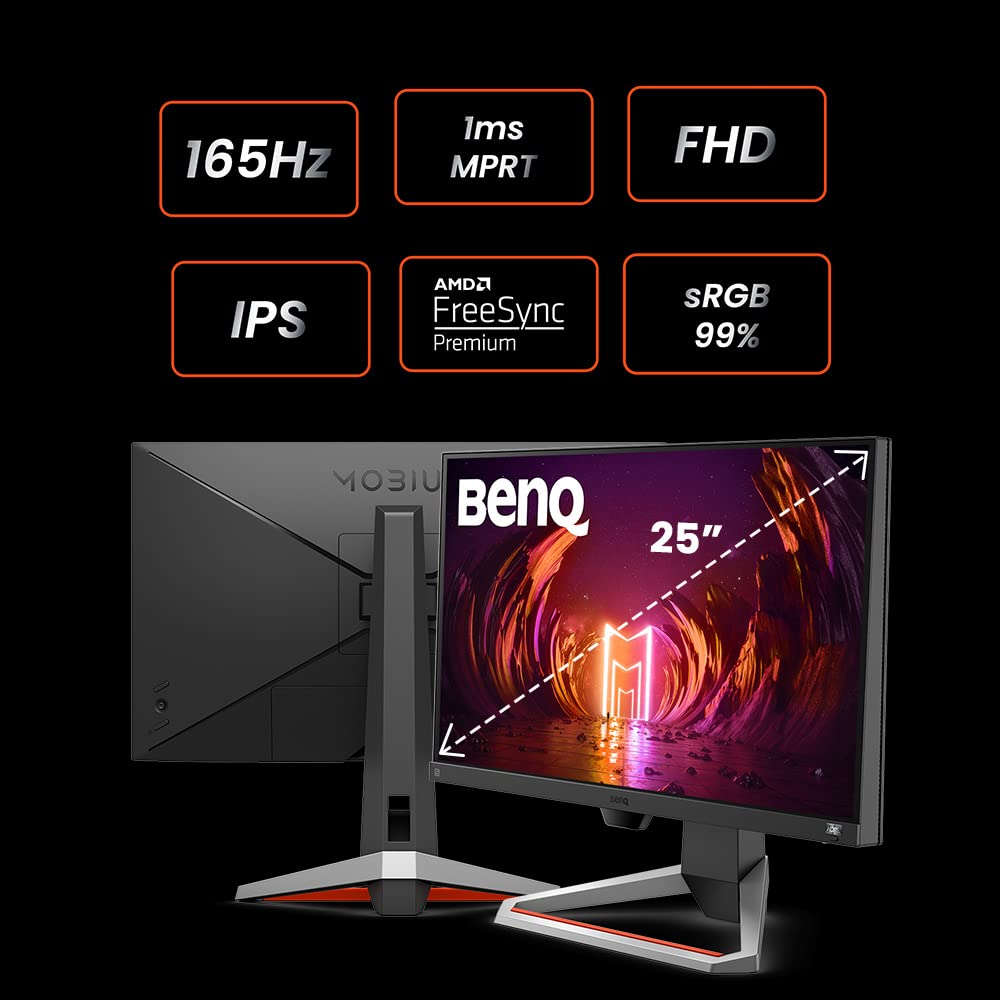 165Hz
1ms
MPRT
FHD
IPS
AMD
FreeSync
Premium
sRGB
99%
MOBIU
BenQ
25”
BenQ